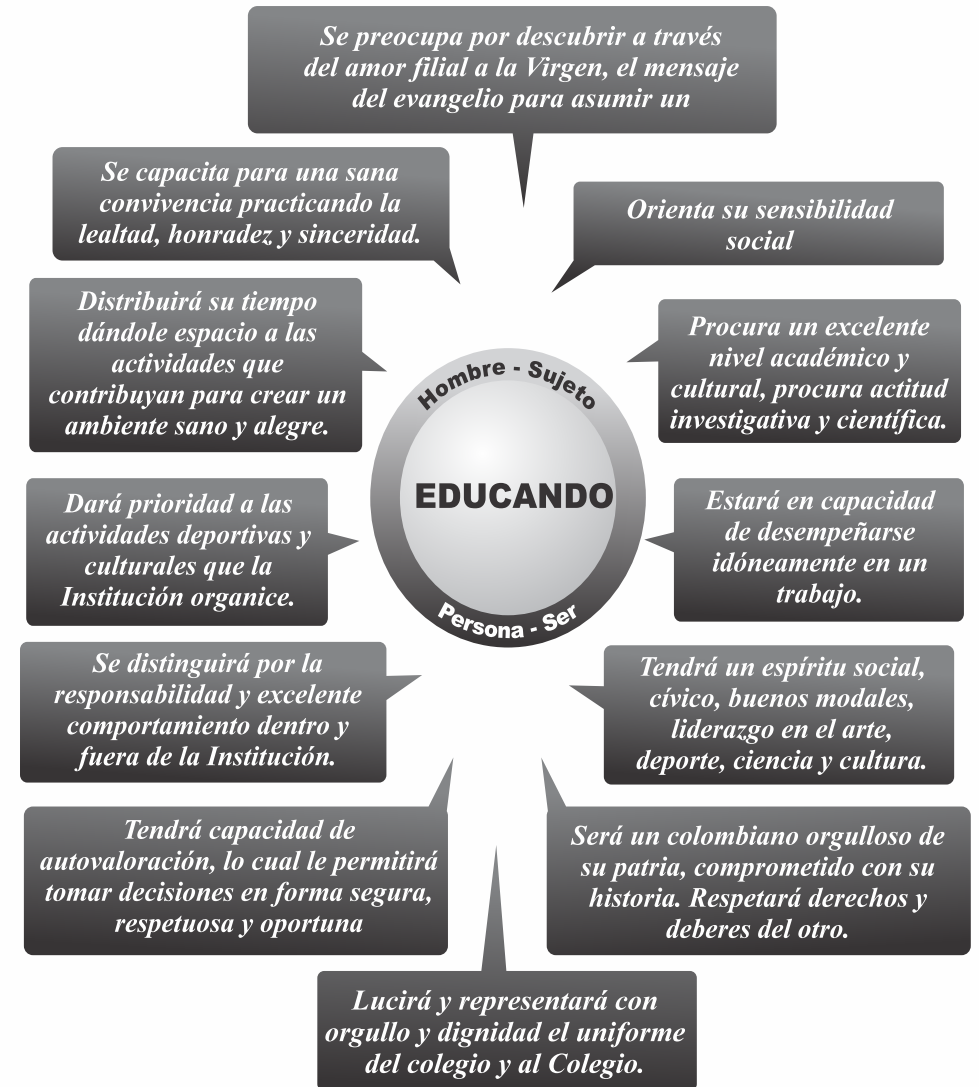 Se preocupa por descubrir a través
del amor filial a la Virgen, el mensaje
del evangelio para asumir un
Se capacita para una sana
convivencia practicando la
lealtad, honradez y sinceridad.
Orienta su sensibilidad
social
Distribuirá su tiempo
dándole espacio a las
actividades que
contribuyan para crear un
ambiente sano y alegre.
Procura un excelente
nivel académico y
cultural, procura actitud
investigativa y científica.
Hombre - Sujeto
EDUCANDO
Persona - Ser
Dará prioridad a las
actividades deportivas y
culturales que la
Institución organice.
Estará en capacidad
de desempeñarse
idóneamente en un
trabajo.
Se distinguirá por la
responsabilidad y excelente
comportamiento dentro y
fuera de la Institución.
Tendrá un espíritu social,
cívico, buenos modales,
liderazgo en el arte,
deporte, ciencia y cultura.
Tendrá capacidad de
autovaloración, lo cual le permitirá
tomar decisiones en forma segura,
respetuosa y oportuna
Será un colombiano orgulloso de
su patria, comprometido con su
historia. Respetará derechos y
deberes del otro.
Lucirá y representará con
orgullo y dignidad el uniforme
del colegio y al Colegio.